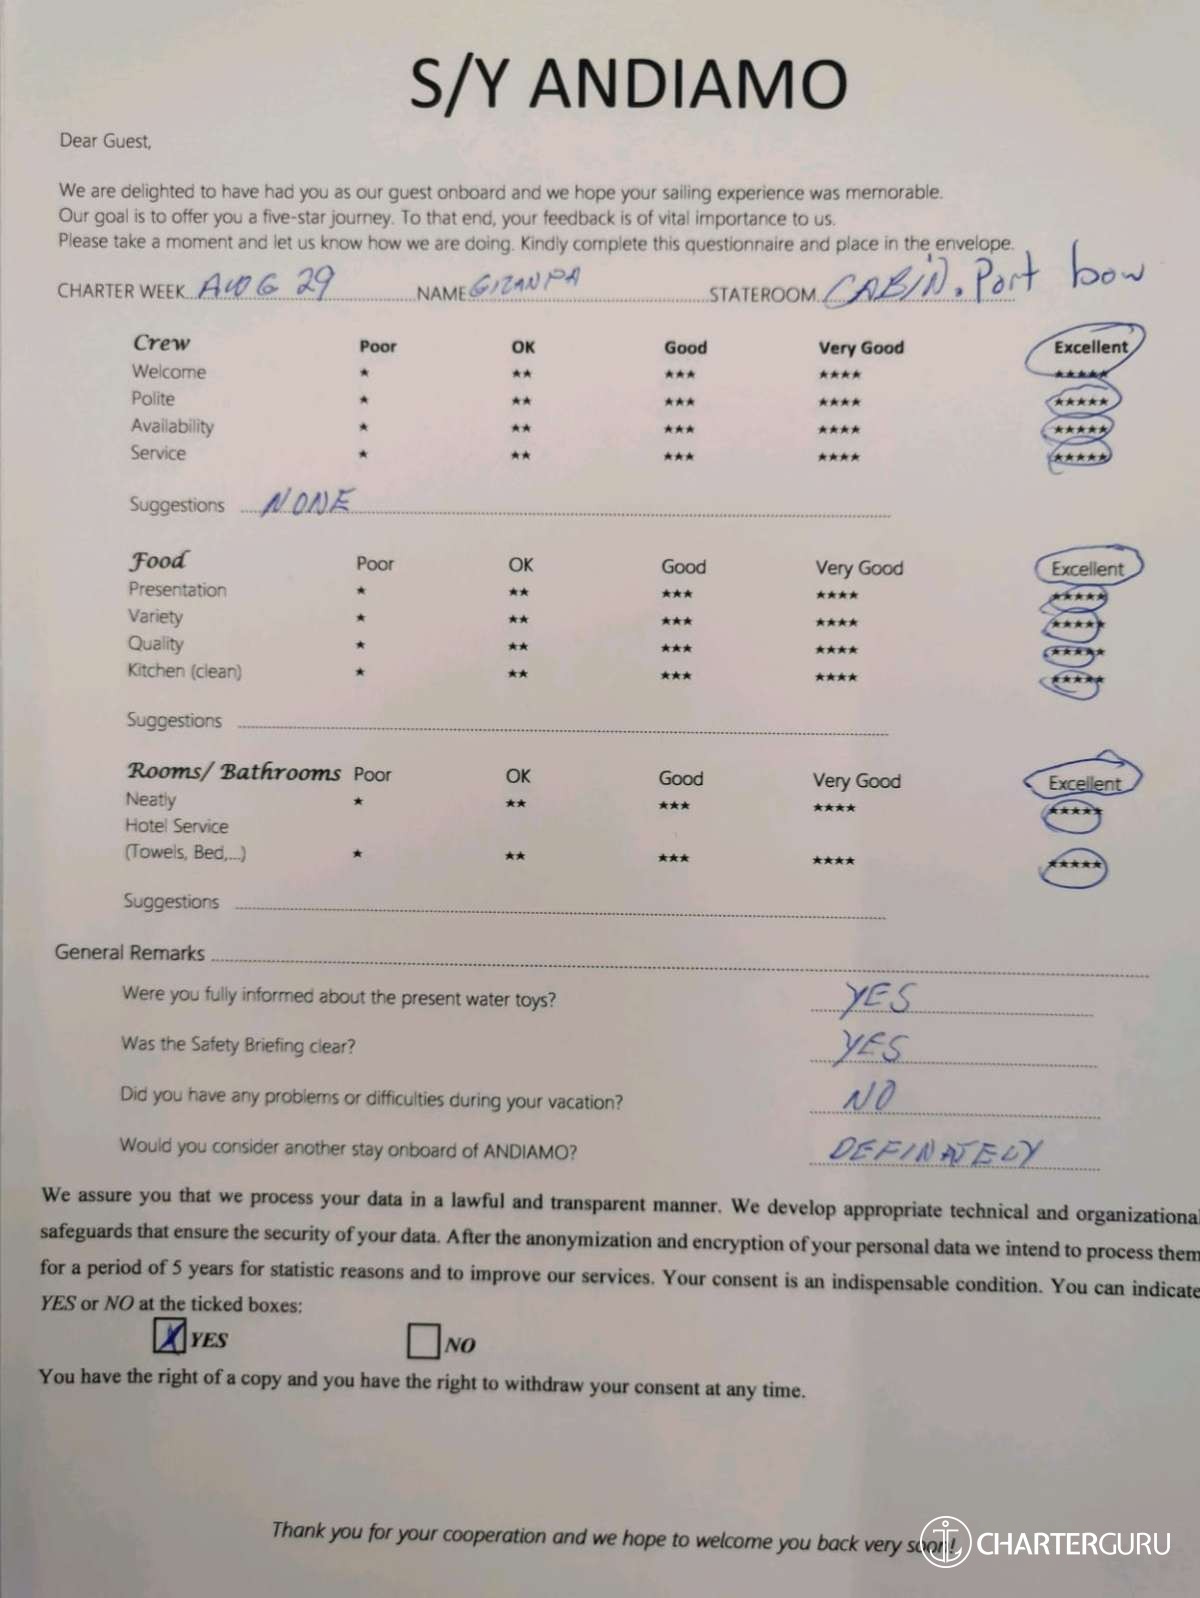 S/Y ANDIAMO
Dear Guest,
We are delighted to have had you as our guest onboard and we hope your sailing experience was memorable.
Our goal is to offer you a five-star journey. To that end, your feedback is of vital importance to us.
Please take a moment and let us know how we are doing. Kindly complete this questionnaire and place in the envelope.
CHARTER WEEK AUG 29 NAME GRANPA STATEROOM CABIN. Port bow
Crew Poor OK Good Very Good Excellent
Welcome ★ ★★ ★★★ ★★★★ ★★★★★
Polite ★ ★★ ★★★ ★★★★ ★★★★★
Availability ★ ★★ ★★★ ★★★★ ★★★★★
Service ★ ★★ ★★★ ★★★★ ★★★★★
Suggestions NONE
Food Poor OK Good Very Good Excellent
Presentation ★ ★★ ★★★ ★★★★ ★★★★★
Variety ★ ★★ ★★★ ★★★★ ★★★★★
Quality ★ ★★ ★★★ ★★★★ ★★★★★
Kitchen (clean) ★ ★★ ★★★ ★★★★ ★★★★★
Suggestions
Rooms/ Bathrooms Poor OK Good Very Good Excellent
Neatly ★ ★★ ★★★ ★★★★ ★★★★★
Hotel Service
(Towels, Bed,...) ★ ★★ ★★★ ★★★★ ★★★★★
Suggestions
General Remarks
Were you fully informed about the present water toys? YES
Was the Safety Briefing clear? YES
Did you have any problems or difficulties during your vacation? NO
Would you consider another stay onboard of ANDIAMO? DEFINATELY
We assure you that we process your data in a lawful and transparent manner. We develop appropriate technical and organizational
safeguards that ensure the security of your data. After the anonymization and encryption of your personal data we intend to process them
for a period of 5 years for statistic reasons and to improve our services. Your consent is an indispensable condition. You can indicate
YES or NO at the ticked boxes:
X YES NO
You have the right of a copy and you have the right to withdraw your consent at any time.
Thank you for your cooperation and we hope to welcome you back very soon!
CHARTERGURU